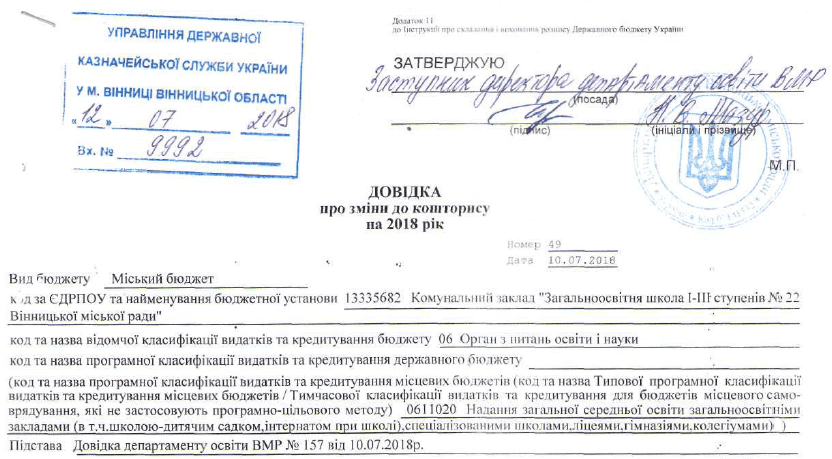 Додаток 11
до Інструкції про складання і виконання розпису Державного бюджету України
УПРАВЛІННЯ ДЕРЖАВНОЇ
КАЗНАЧЕЙСЬКОЇ СЛУЖБИ УКРАЇНИ
У М. ВІННИЦІ ВІННИЦЬКОЇ ОБЛАСТІ
«12» 07 2018
Вх. № 9992
ЗАТВЕРДЖУЮ
Заступник директора департаменту освіти ВМР
(посада)
Н. В. Мазур
(підпис) (ініціали і прізвище)
М.П.
ДОВІДКА
про зміни до кошторису
на 2018 рік
Номер 49
Дата 10.07.2018
Вид бюджету Міський бюджет
код за ЄДРПОУ та найменування бюджетної установи 13335682 Комунальний заклад "Загальноосвітня школа І-ІІІ ступенів № 22
Вінницької міської ради"
код та назва відомчої класифікації видатків та кредитування бюджету 06 Орган з питань освіти і науки
код та назва програмної класифікації видатків та кредитування державного бюджету
(код та назва програмної класифікації видатків та кредитування місцевих бюджетів (код та назва Типової програмної класифікації
видатків та кредитування місцевих бюджетів / Тимчасової класифікації видатків та кредитування для бюджетів місцевого само-
врядування, які не застосовують програмно-цільового методу) 0611020 Надання загальної середньої освіти загальноосвітніми
закладами (в т.ч.школою-дитячим садком,інтернатом при школі),спеціалізованими школами,ліцеями,гімназіями,колегіумами) )
Підстава Довідка департаменту освіти ВМР № 157 від 10.07.2018р.